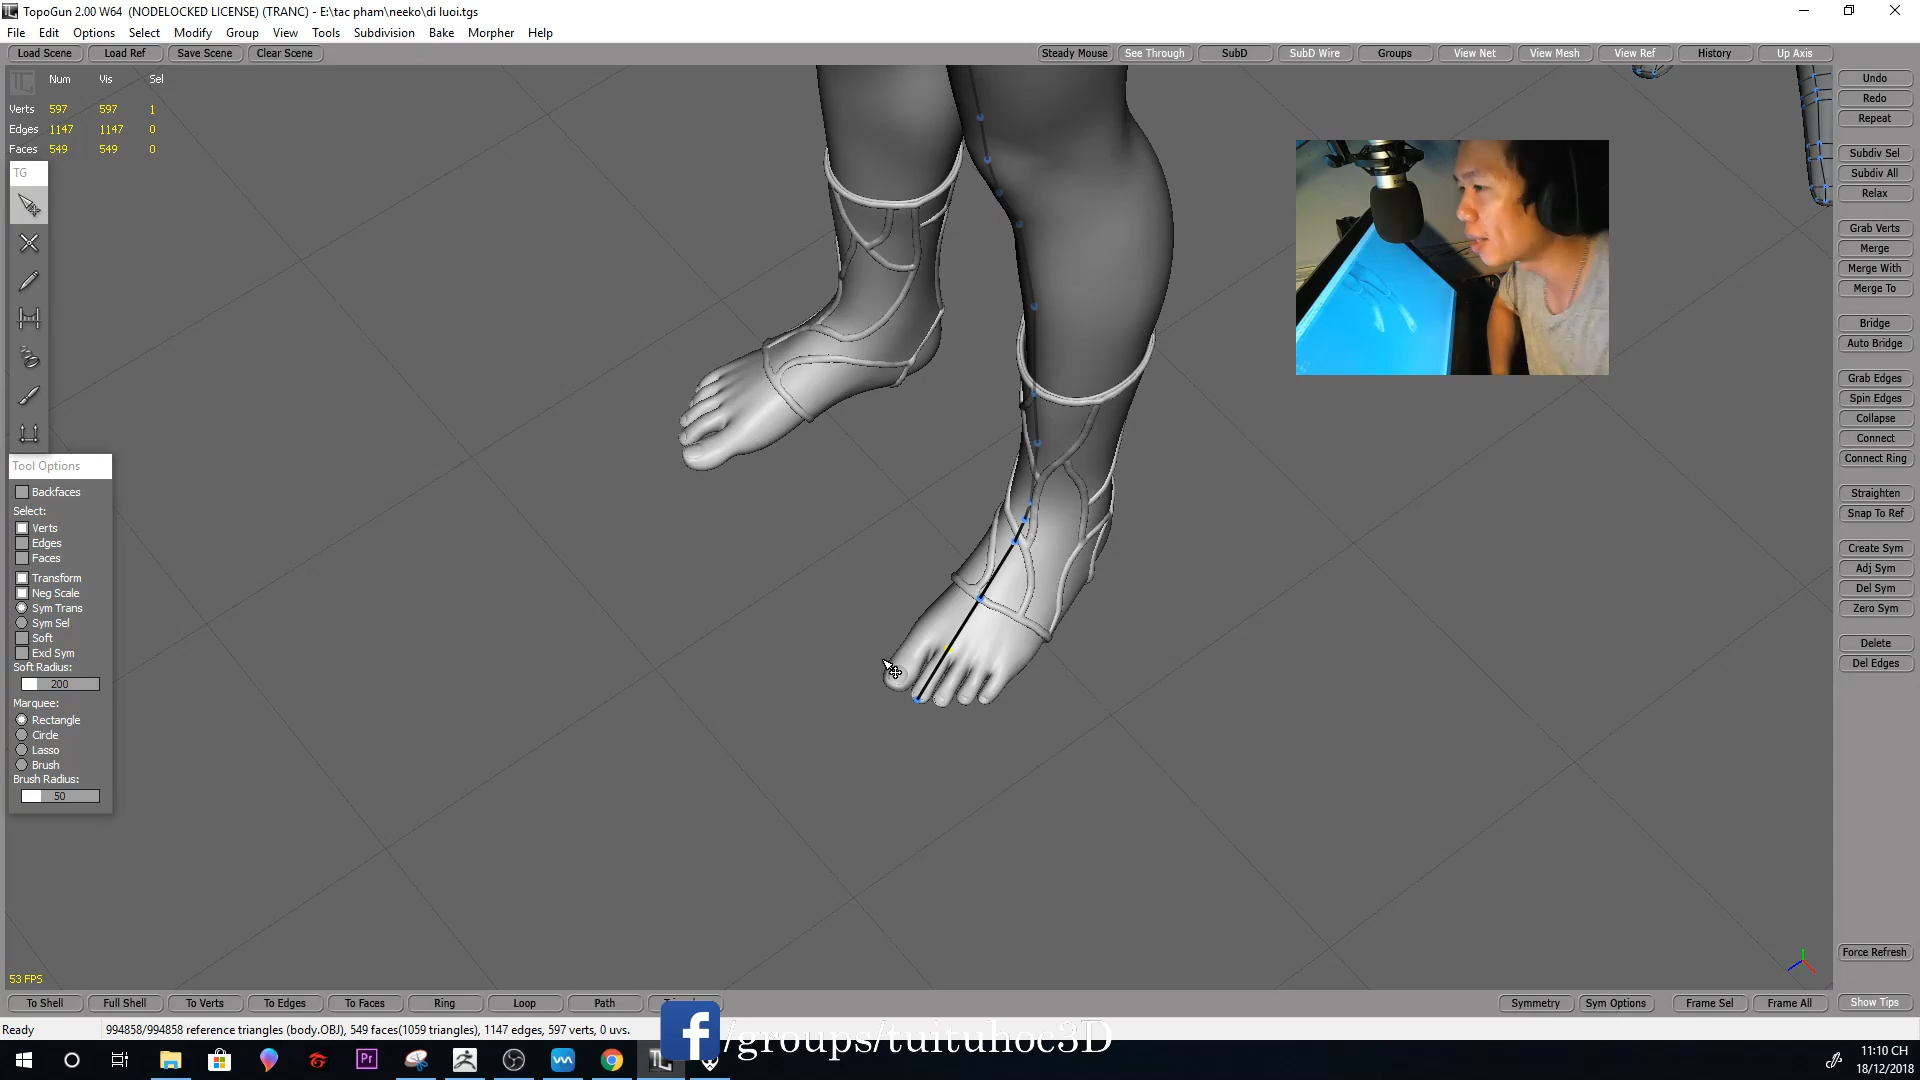 TopoGun 2.00 W64 (NODELOCKED LICENSE) (TRANC) - E:\tac pham\neeko\di luoi.tgs
File Edit Options Select Modify Group View Tools Subdivision Bake Morpher Help
Load Scene Load Ref Save Scene Clear Scene Steady Mouse See Through SubD SubD Wire Groups View Net View Mesh View Ref History Up Axis
Num Vis Sel
Verts 597 597 1
Edges 1147 1147 0
Faces 549 549 0
TG
Tool Options
Backfaces
Select:
Verts
Edges
Faces
Transform
Neg Scale
Sym Trans
Sym Sel
Soft
Excl Sym
Soft Radius:
200
Marquee:
Rectangle
Circle
Lasso
Brush
Brush Radius:
50
53 FPS
Undo
Redo
Repeat
Subdiv Sel
Subdiv All
Relax
Grab Verts
Merge
Merge With
Merge To
Bridge
Auto Bridge
Grab Edges
Spin Edges
Collapse
Connect
Connect Ring
Straighten
Snap To Ref
Create Sym
Adj Sym
Del Sym
Zero Sym
Delete
Del Edges
Force Refresh
To Shell Full Shell To Verts To Edges To Faces Ring Loop Path Symmetry Sym Options Frame Sel Frame All Show Tips
Ready 994858/994858 reference triangles (body.OBJ), 549 faces(1059 triangles), 1147 edges, 597 verts, 0 uvs.
f /groups/tuituhoc3D
Pr
11:10 CH
18/12/2018